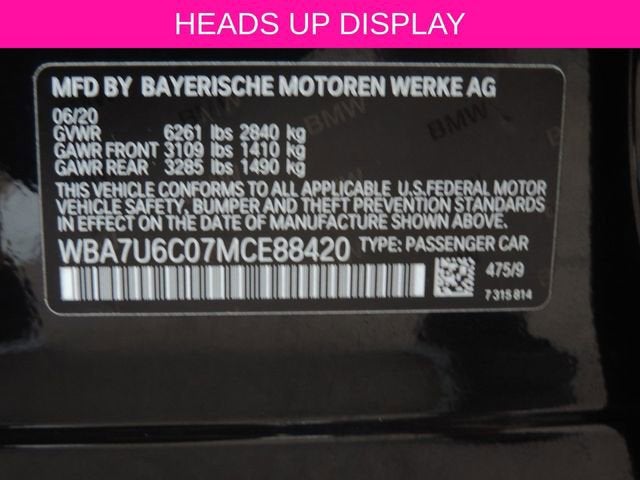 HEADS UP DISPLAY
MFD BY BAYERISCHE MOTOREN WERKE AG
06/20
GVWR 6261 lbs 2840 kg
GAWR FRONT 3109 lbs 1410 kg
GAWR REAR 3285 lbs 1490 kg
THIS VEHICLE CONFORMS TO ALL APPLICABLE U.S.FEDERAL MOTOR
VEHICLE SAFETY, BUMPER AND THEFT PREVENTION STANDARDS
IN EFFECT ON THE DATE OF MANUFACTURE SHOWN ABOVE.
WBA7U6C07MCE88420 TYPE: PASSENGER CAR
475/9
7 315 814
BMW